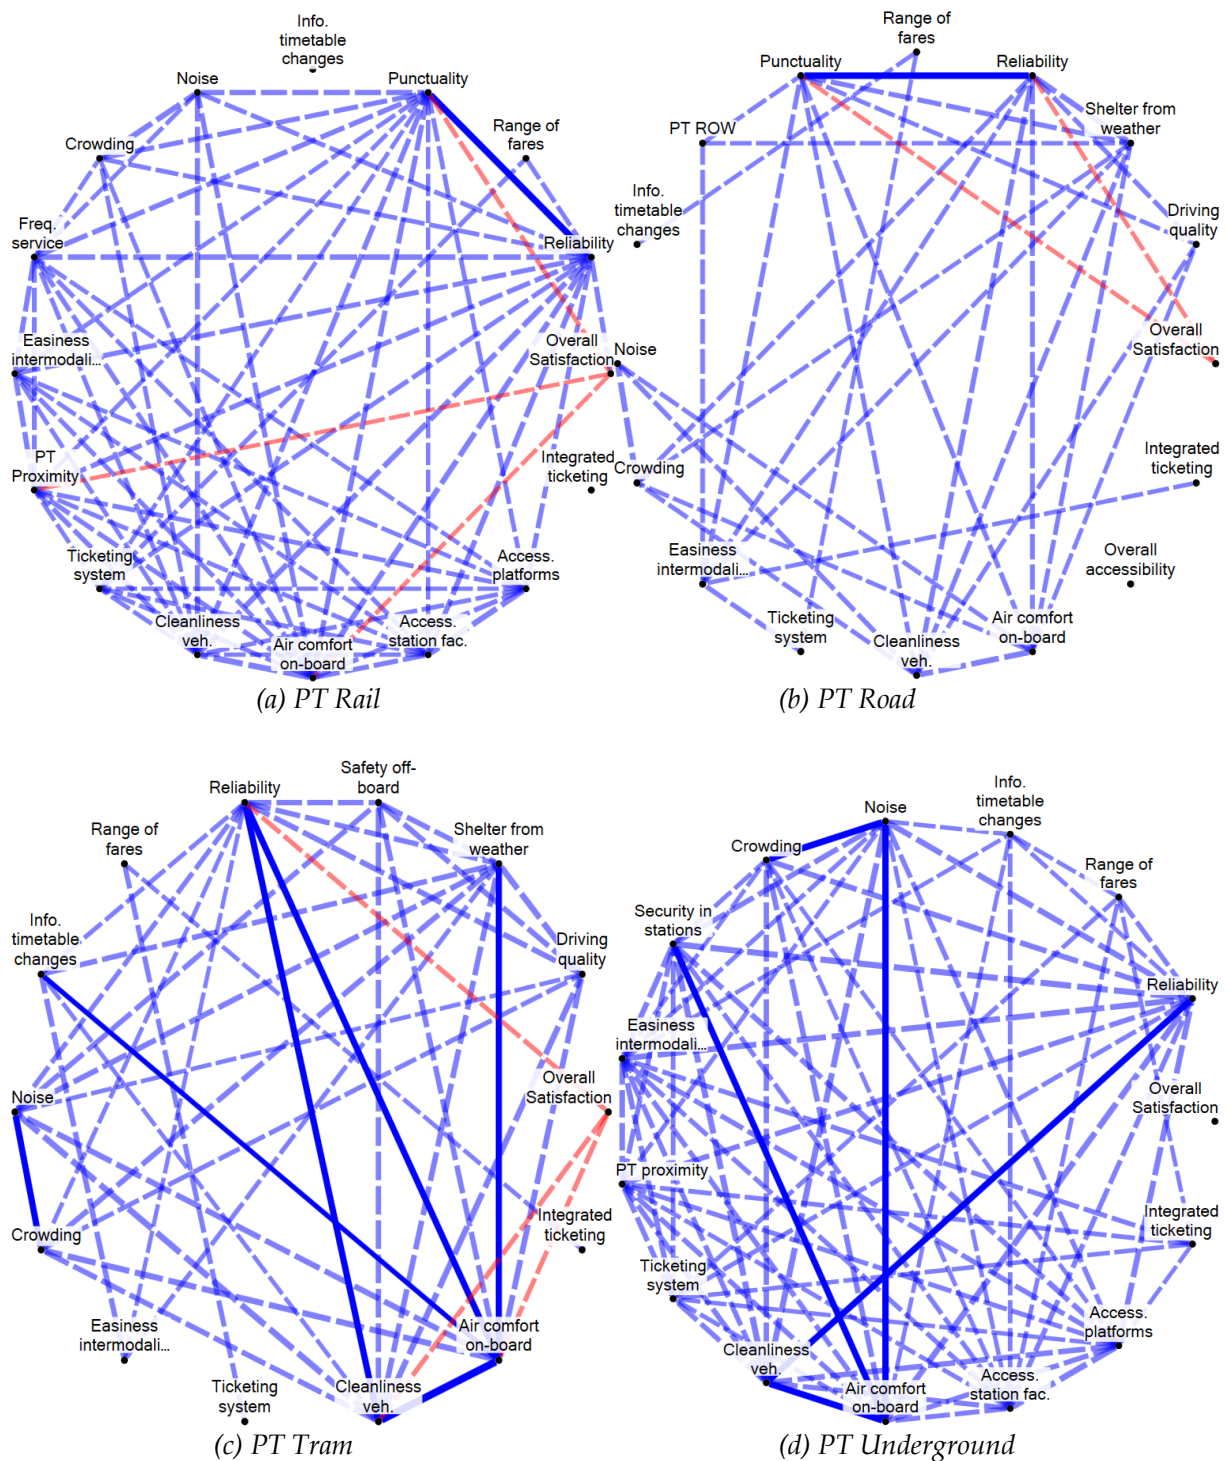 Info.
timetable
changes
Noise
Punctuality
Crowding
Range of
fares
Freq.
service
Reliability
Easiness
intermodali...
Overall
Satisfaction
PT
Proximity
Integrated
ticketing
Ticketing
system
Access.
platforms
Cleanliness
veh.
Air comfort
on-board
Access.
station fac.
(a) PT Rail
Range of
fares
Punctuality
Reliability
PT ROW
Shelter from
weather
Info.
timetable
changes
Driving
quality
Noise
Overall
Satisfaction
Crowding
Integrated
ticketing
Easiness
intermodali...
Overall
accessibility
Ticketing
system
Cleanliness
veh.
Air comfort
on-board
(b) PT Road
Reliability
Safety off-
board
Range of
fares
Shelter from
weather
Info.
timetable
changes
Driving
quality
Noise
Overall
Satisfaction
Crowding
Integrated
ticketing
Easiness
intermodali...
Air comfort
on-board
Ticketing
system
Cleanliness
veh.
(c) PT Tram
Noise
Info.
timetable
changes
Crowding
Range of
fares
Security in
stations
Reliability
Easiness
intermodali...
Overall
Satisfaction
PT proximity
Integrated
ticketing
Ticketing
system
Access.
platforms
Cleanliness
veh.
Air comfort
on-board
Access.
station fac.
(d) PT Underground